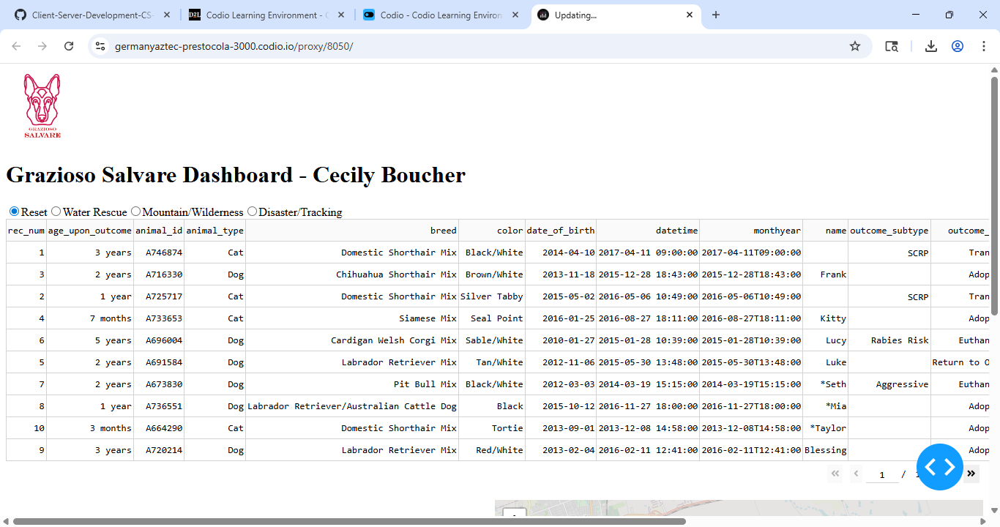 Client-Server-Development-CS-
Codio Learning Environment - C
Codio - Codio Learning Environ
Updating...
germanyaztec-prestocola-3000.codio.io/proxy/8050/
GRAZIOSO
SALVARE
Grazioso Salvare Dashboard - Cecily Boucher
Reset Water Rescue Mountain/Wilderness Disaster/Tracking
rec_num age_upon_outcome animal_id animal_type breed color date_of_birth datetime monthyear name outcome_subtype outcome_
1 3 years A746874 Cat Domestic Shorthair Mix Black/White 2014-04-10 2017-04-11 09:00:00 2017-04-11T09:00:00 SCRP Tran
3 2 years A716330 Dog Chihuahua Shorthair Mix Brown/White 2013-11-18 2015-12-28 18:43:00 2015-12-28T18:43:00 Frank Adop
2 1 year A725717 Cat Domestic Shorthair Mix Silver Tabby 2015-05-02 2016-05-06 10:49:00 2016-05-06T10:49:00 SCRP Tran
4 7 months A733653 Cat Siamese Mix Seal Point 2016-01-25 2016-08-27 18:11:00 2016-08-27T18:11:00 Kitty Adop
6 5 years A696004 Dog Cardigan Welsh Corgi Mix Sable/White 2010-01-27 2015-01-28 10:39:00 2015-01-28T10:39:00 Lucy Rabies Risk Euthan
5 2 years A691584 Dog Labrador Retriever Mix Tan/White 2012-11-06 2015-05-30 13:48:00 2015-05-30T13:48:00 Luke Return to O
7 2 years A673830 Dog Pit Bull Mix Black/White 2012-03-03 2014-03-19 15:15:00 2014-03-19T15:15:00 *Seth Aggressive Euthan
8 1 year A736551 Dog Labrador Retriever/Australian Cattle Dog Black 2015-10-12 2016-11-27 18:00:00 2016-11-27T18:00:00 *Mia Adop
10 3 months A664290 Cat Domestic Shorthair Mix Tortie 2013-09-01 2013-12-08 14:58:00 2013-12-08T14:58:00 *Taylor Adop
9 3 years A720214 Dog Labrador Retriever Mix Red/White 2013-02-04 2016-02-11 12:41:00 2016-02-11T12:41:00 Blessing Adop
1 /